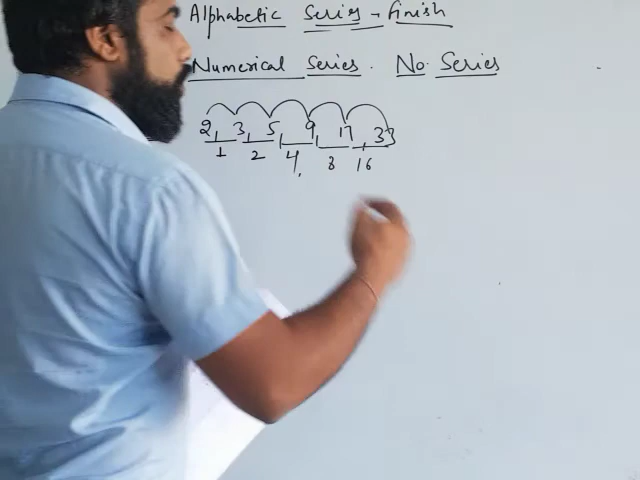 Alphabetic Series - Finish
Numerical Series. No. Series
2, 3, 5, 9, 17, 33
1 2 4, 8 16